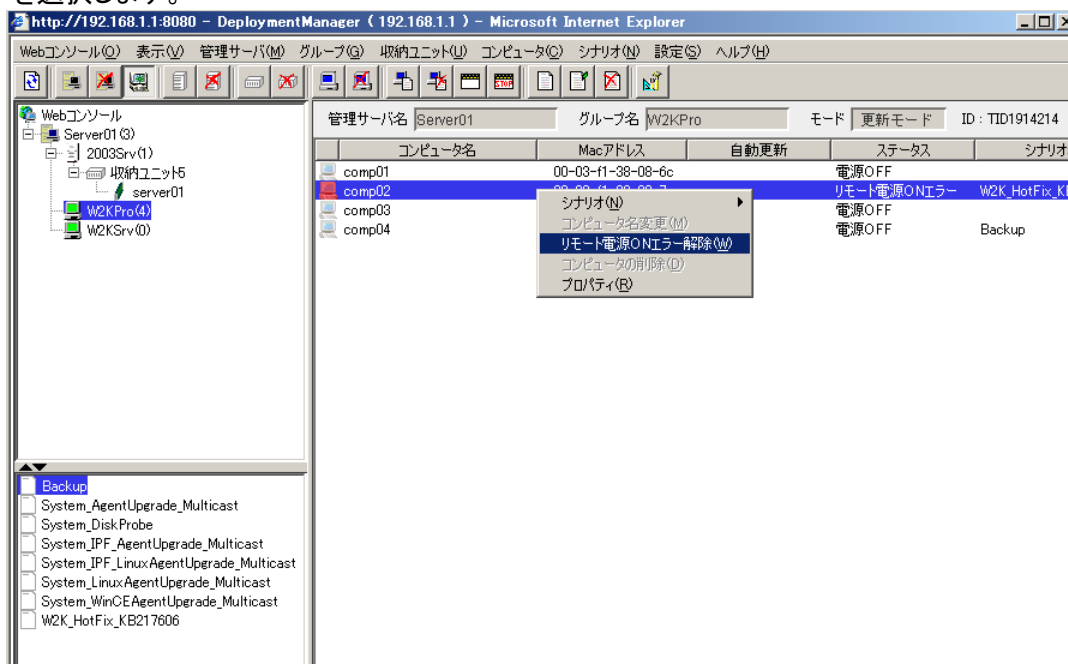 を選択します。
http://192.168.1.1:8080 - DeploymentManager ( 192.168.1.1 ) - Microsoft Internet Explorer
Webコンソール(O) 表示(V) 管理サーバ(M) グループ(G) 収納ユニット(U) コンピュータ(C) シナリオ(N) 設定(S) ヘルプ(H)
STOP
Webコンソール
Server01(3)
2003Srv(1)
収納ユニット5
server01
W2KPro(4)
W2KSrv(0)
管理サーバ名 Server01 グループ名 W2KPro モード 更新モード ID : TID1914214
コンピュータ名 Macアドレス 自動更新 ステータス シナリオ
comp01 00-03-f1-38-08-6c 電源OFF
comp02 リモート電源ONエラー W2K_HotFix_K
comp03 電源OFF
comp04 電源OFF Backup
シナリオ(N)
コンピュータ名変更(M)
リモート電源ONエラー解除(W)
コンピュータの削除(D)
プロパティ(R)
Backup
System_AgentUpgrade_Multicast
System_DiskProbe
System_IPF_AgentUpgrade_Multicast
System_IPF_LinuxAgentUpgrade_Multicast
System_LinuxAgentUpgrade_Multicast
System_WinCEAgentUpgrade_Multicast
W2K_HotFix_KB217606